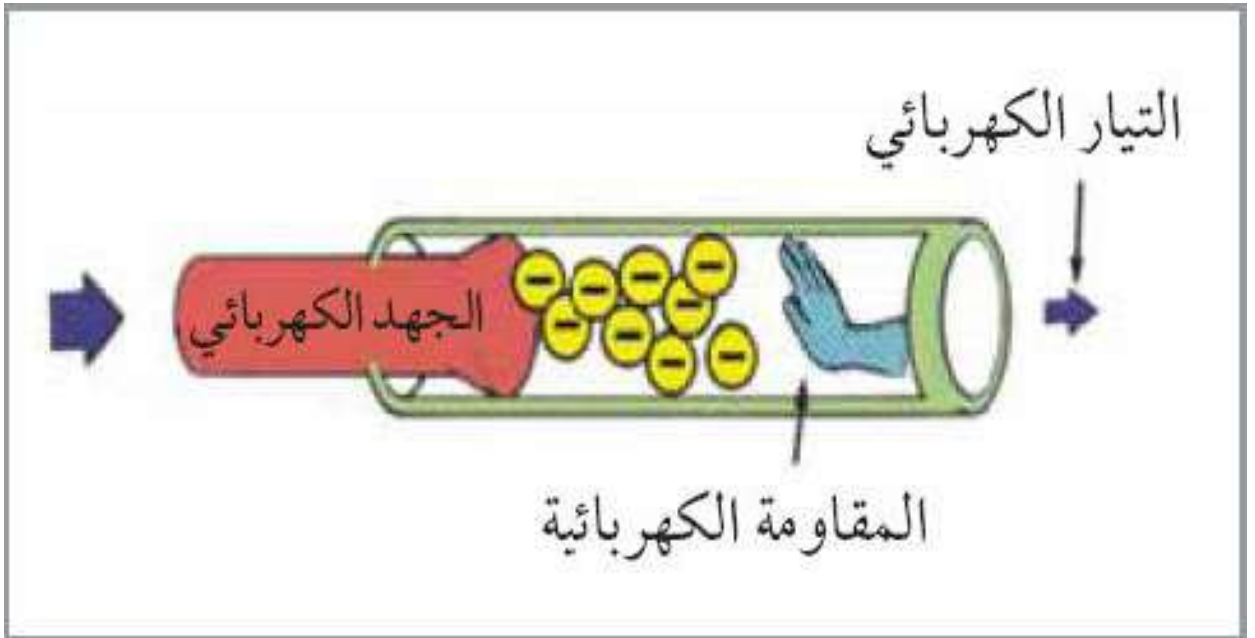 التيار الكهربائي
الجهد الكهربائي
المقاومة الكهربائية